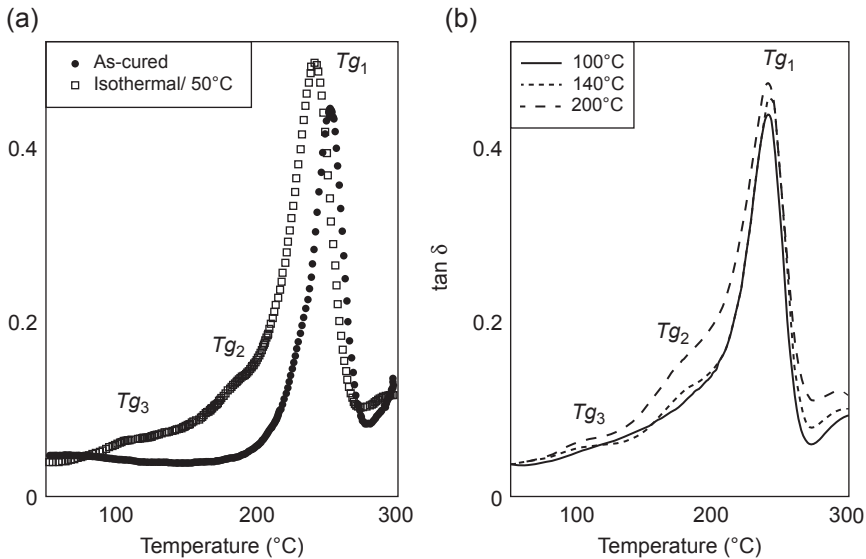 (a)
As-cured
Isothermal/ 50°C
Tg1
Tg2
Tg3
0.4
0.2
0
100
200
300
Temperature (°C)
(b)
100°C
140°C
200°C
Tg1
Tg2
Tg3
tan δ
0.4
0.2
0
100
200
300
Temperature (°C)